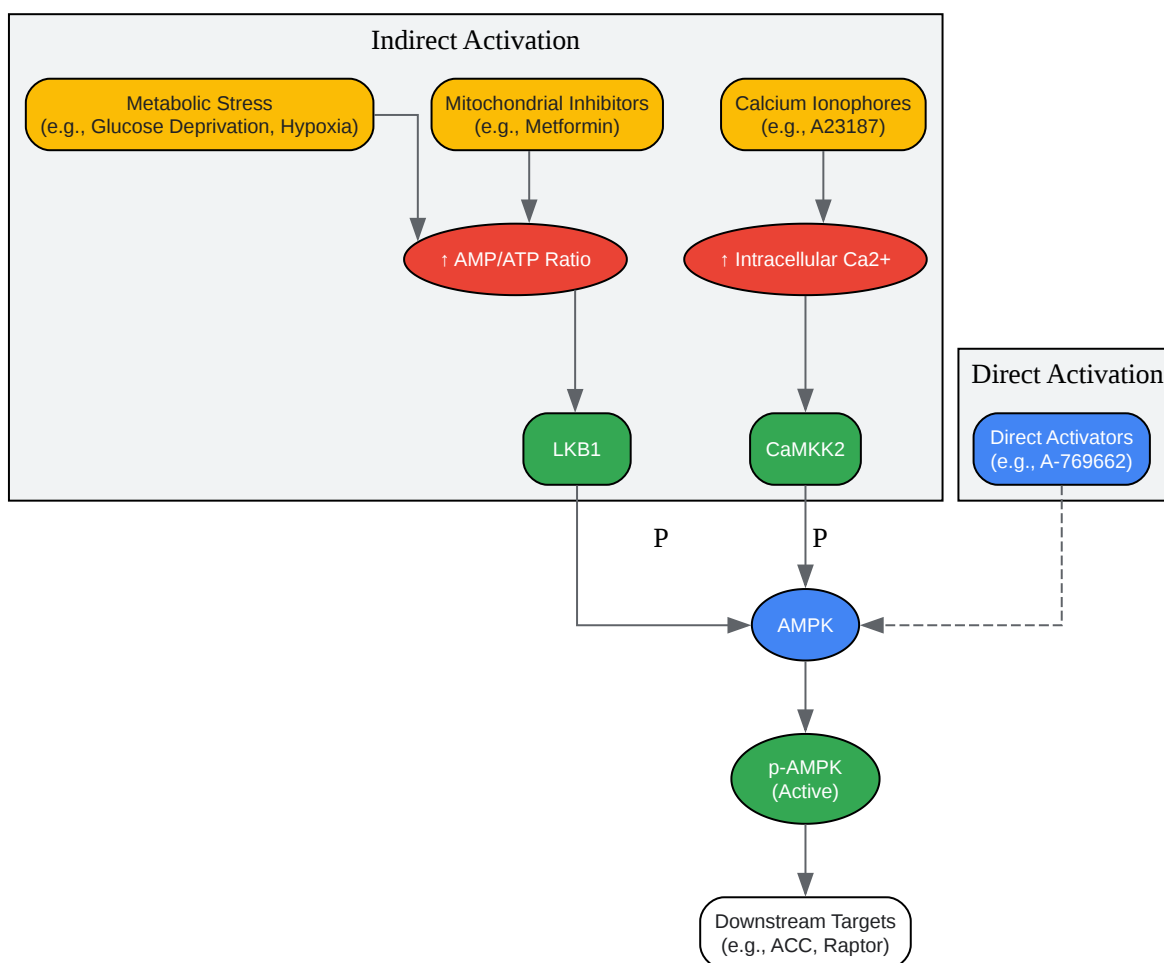 Indirect Activation
Metabolic Stress
(e.g., Glucose Deprivation, Hypoxia)
Mitochondrial Inhibitors
(e.g., Metformin)
Calcium Ionophores
(e.g., A23187)
↑ AMP/ATP Ratio
↑ Intracellular Ca2+
Direct Activation
LKB1
CaMKK2
Direct Activators
(e.g., A-769662)
P
P
AMPK
p-AMPK
(Active)
Downstream Targets
(e.g., ACC, Raptor)